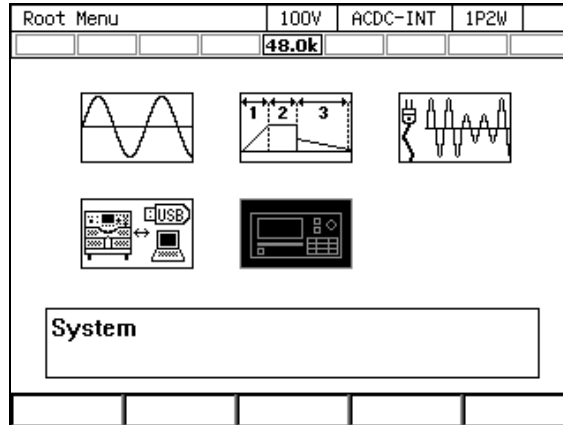 Root Menu 100V ACDC-INT 1P2W
48.0k
1 2 3
USB
System